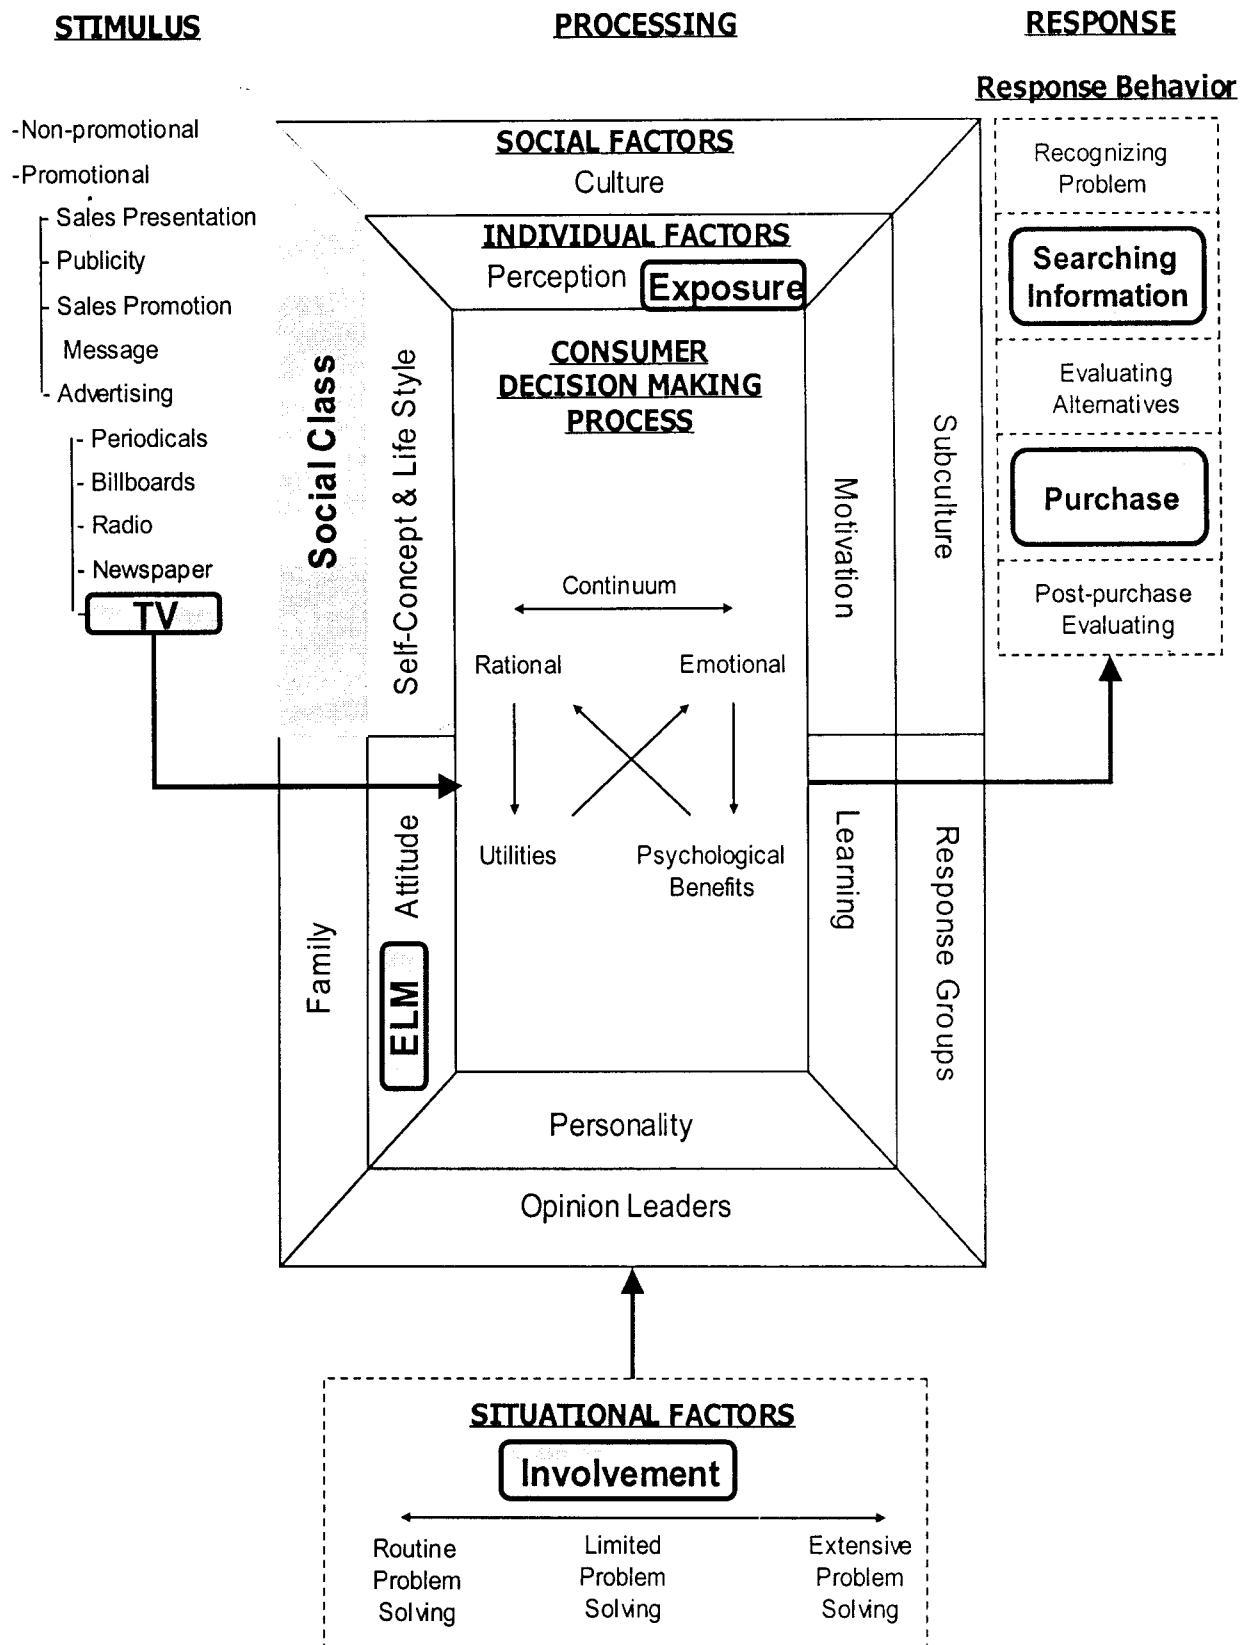 STIMULUS
-Non-promotional
-Promotional
- Sales Presentation
- Publicity
- Sales Promotion
Message
- Advertising
- Periodicals
- Billboards
- Radio
- Newspaper
- TV
PROCESSING
SOCIAL FACTORS
Culture
INDIVIDUAL FACTORS
Perception Exposure
Social Class
Self-Concept & Life Style
CONSUMER
DECISION MAKING
PROCESS
Continuum
Rational Emotional
Utilities Psychological
Benefits
Motivation
Subculture
Family
Attitude
ELM
Learning
Response Groups
Personality
Opinion Leaders
RESPONSE
Response Behavior
Recognizing
Problem
Searching
Information
Evaluating
Alternatives
Purchase
Post-purchase
Evaluating
SITUATIONAL FACTORS
Involvement
Routine
Problem
Solving
Limited
Problem
Solving
Extensive
Problem
Solving